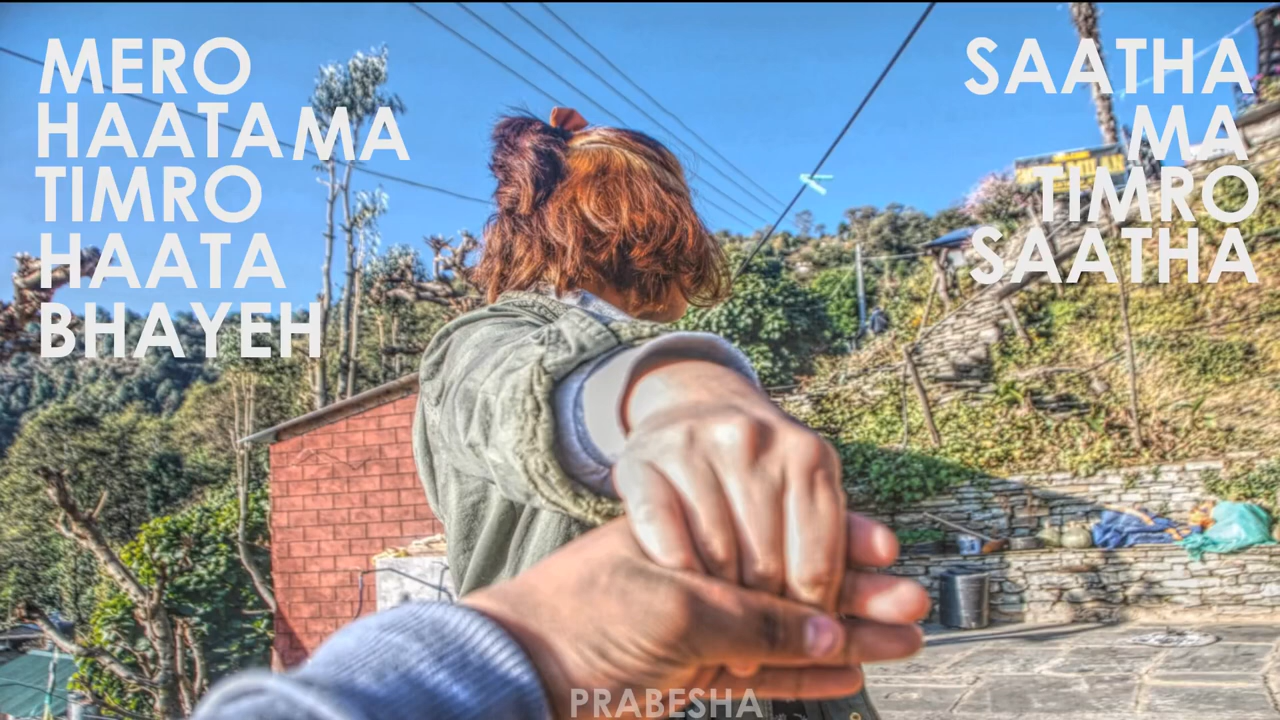 MERO
HAATAMA
TIMRO
HAATA
BHAYEH
SAATHA
MA
TIMRO
SAATHA
PRABESHA